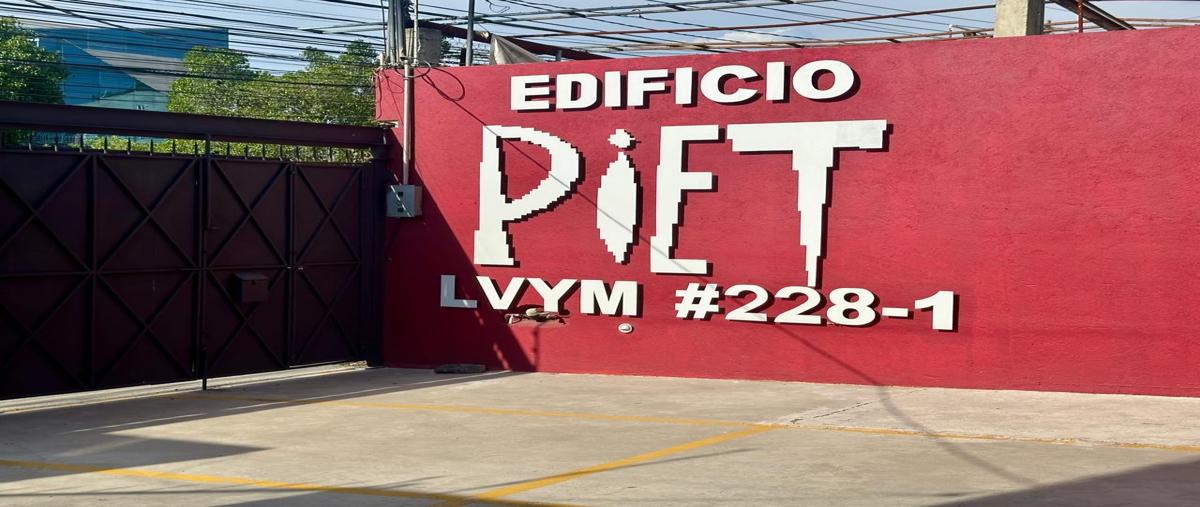 EDIFICIO
PiET
LVYM #228-1